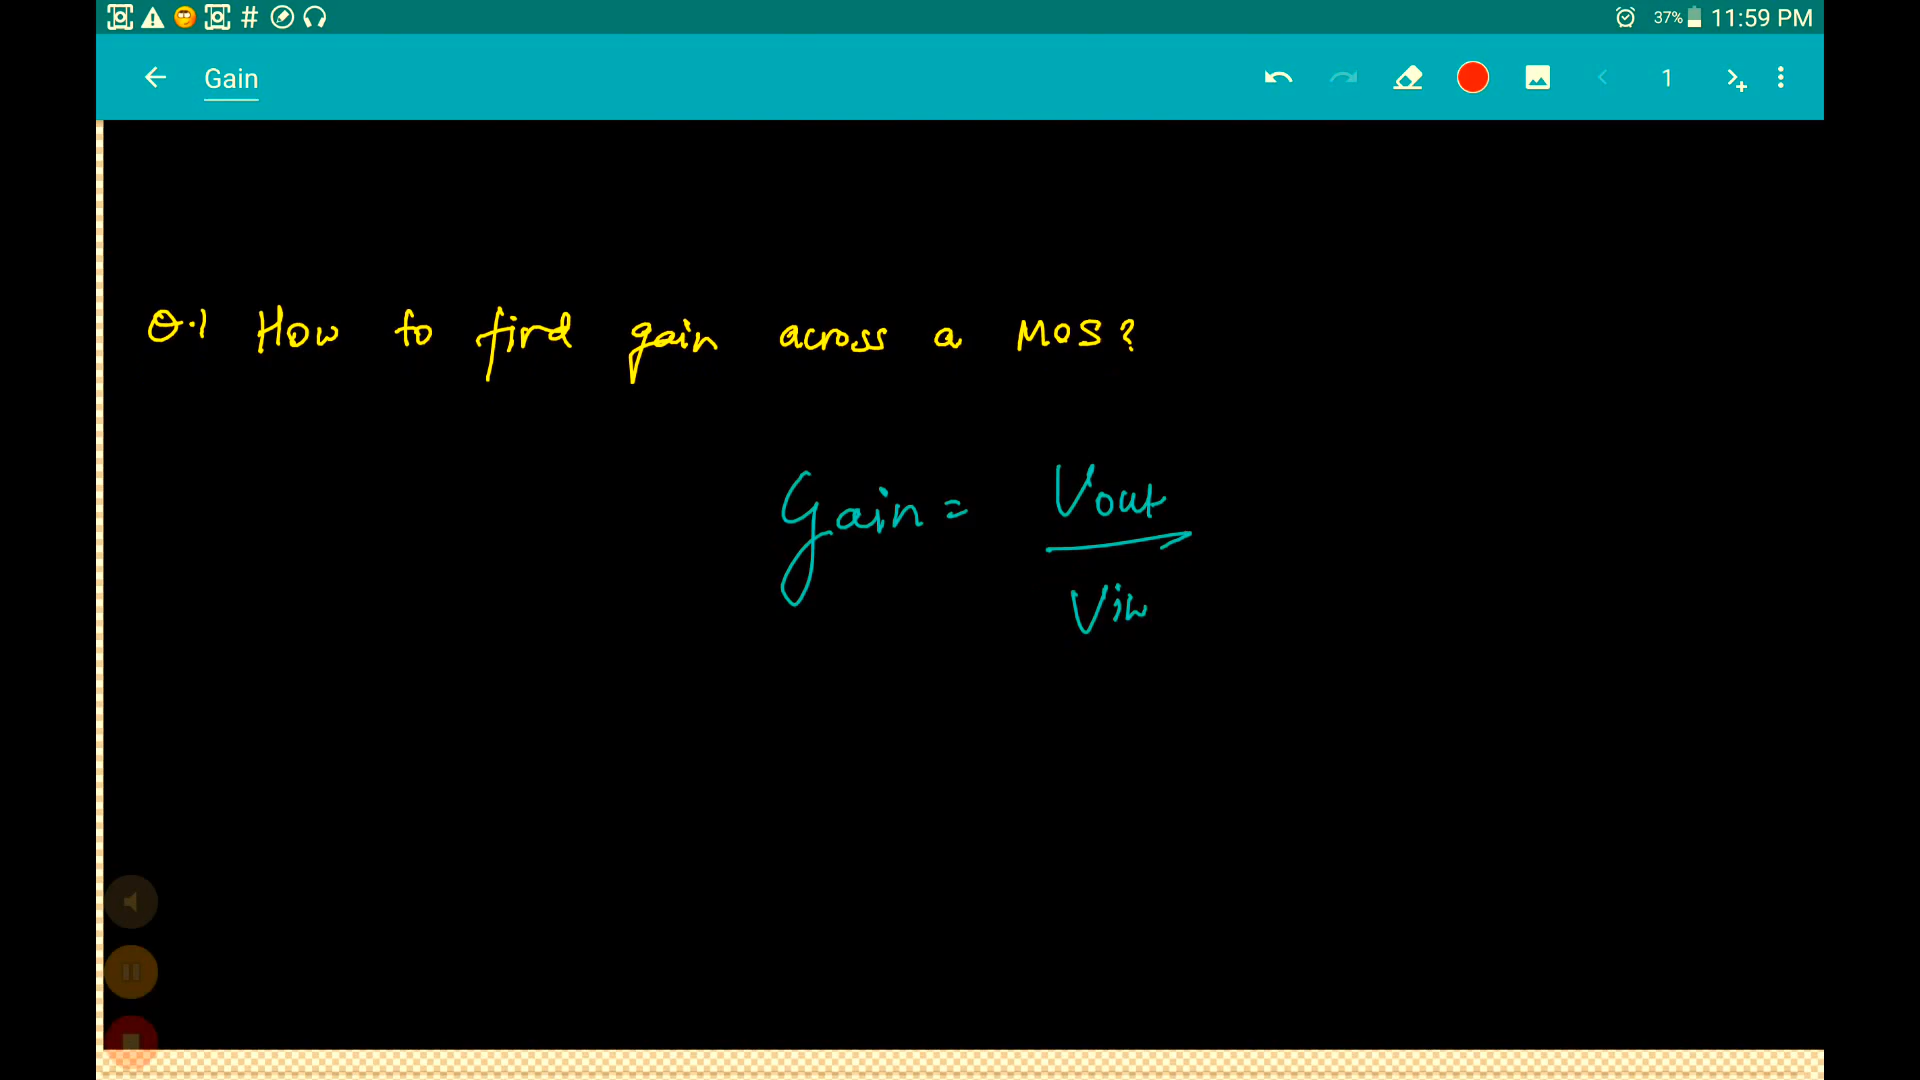 37% 11:59 PM
Gain 1
Q.1 How to find gain across a MOS?
Gain = Vout
Vin